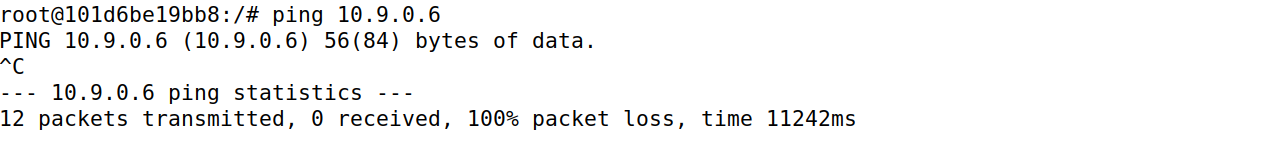 root@101d6be19bb8:/# ping 10.9.0.6
PING 10.9.0.6 (10.9.0.6) 56(84) bytes of data.
^C
--- 10.9.0.6 ping statistics ---
12 packets transmitted, 0 received, 100% packet loss, time 11242ms